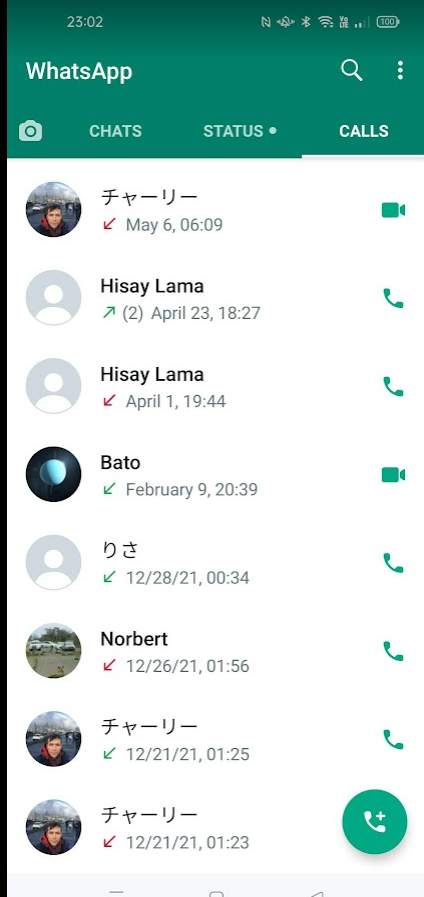 23:02
100
WhatsApp
CHATS
STATUS
CALLS
チャーリー
May 6, 06:09
Hisay Lama
(2) April 23, 18:27
Hisay Lama
April 1, 19:44
Bato
February 9, 20:39
りさ
12/28/21, 00:34
Norbert
12/26/21, 01:56
チャーリー
12/21/21, 01:25
チャーリー
12/21/21, 01:23